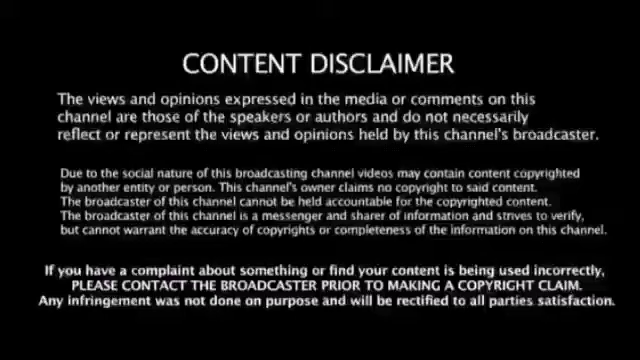 CONTENT DISCLAIMER
The views and opinions expressed in the media or comments on this
channel are those of the speakers or authors and do not necessarily
reflect or represent the views and opinions held by this channel's broadcaster.
Due to the social nature of this broadcasting channel videos may contain content copyrighted
by another entity or person. This channel's owner claims no copyright to said content.
The broadcaster of this channel cannot be held accountable for the copyrighted content.
The broadcaster of this channel is a messenger and sharer of information and strives to verify,
but cannot warrant the accuracy of copyrights or completeness of the information on this channel.
If you have a complaint about something or find your content is being used incorrectly,
PLEASE CONTACT THE BROADCASTER PRIOR TO MAKING A COPYRIGHT CLAIM.
Any infringement was not done on purpose and will be rectified to all parties satisfaction.